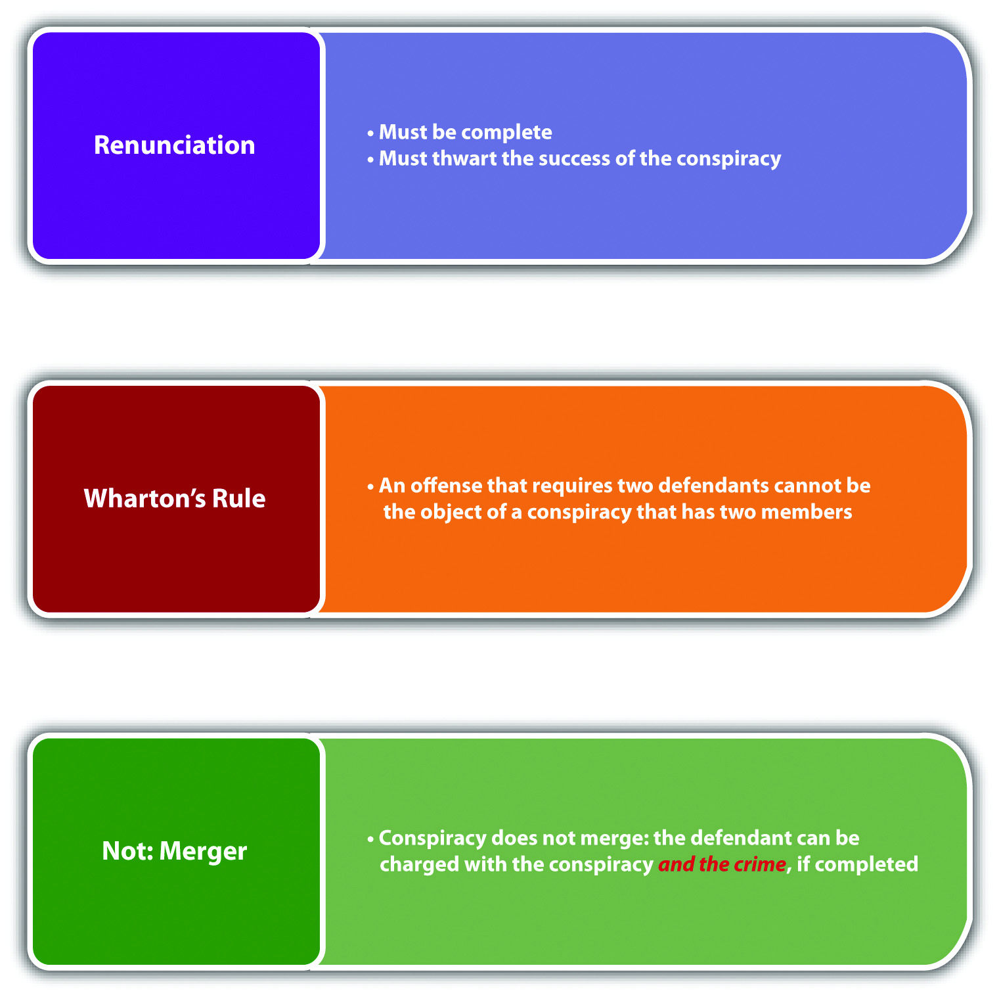 Renunciation
• Must be complete
• Must thwart the success of the conspiracy
Wharton’s Rule
• An offense that requires two defendants cannot be
the object of a conspiracy that has two members
Not: Merger
• Conspiracy does not merge: the defendant can be
charged with the conspiracy and the crime, if completed